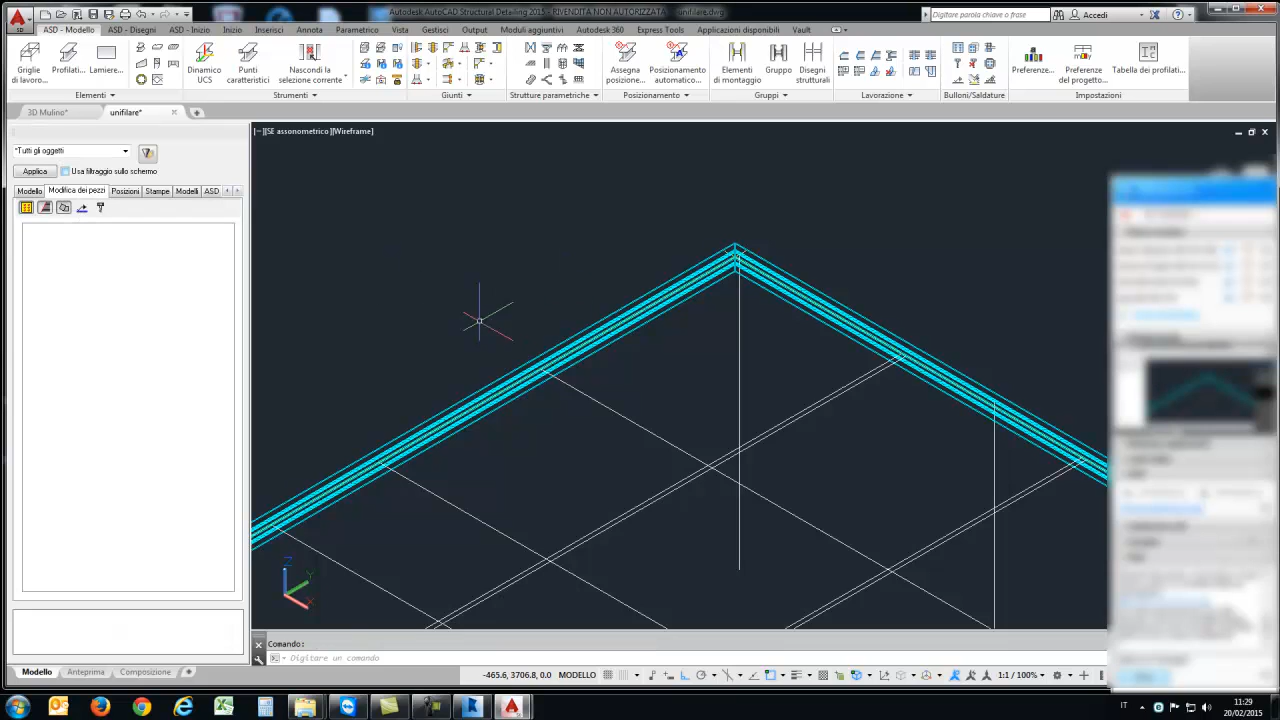 Autodesk AutoCAD Structural Detailing 2015 - RIVENDITA NON AUTORIZZATA unifilare.dwg
Digitare parola chiave o frase
Accedi
SD
ASD - Modello
ASD - Disegni
ASD - Inizio
Inizio
Inserisci
Annota
Parametrico
Vista
Gestisci
Output
Moduli aggiuntivi
Autodesk 360
Express Tools
Applicazioni disponibili
Vault
Griglie di lavoro...
Profilati...
Lamiere...
Dinamico UCS
Punti caratteristici
Nascondi la selezione corrente
Assegna posizione...
Posizionamento automatico...
Elementi di montaggio
Gruppo
Disegni strutturali
Preferenze...
Preferenze del progetto...
Tabella dei profilati...
Elementi
Strumenti
Giunti
Strutture parametriche
Posizionamento
Gruppi
Lavorazione
Bulloni/Saldature
Impostazioni
3D Mulino*
unifilare*
*Tutti gli oggetti
Applica
Usa filtraggio sullo schermo
Modello
Modifica dei pezzi
Posizioni
Stampe
Modelli
ASD
[−][SE assonometrico][Wireframe]
Z
Y
X
Comando:
Digitare un comando
Modello
Anteprima
Composizione
-465.6, 3706.8, 0.0
MODELLO
1:1 / 100%
IT
11:29
20/02/2015